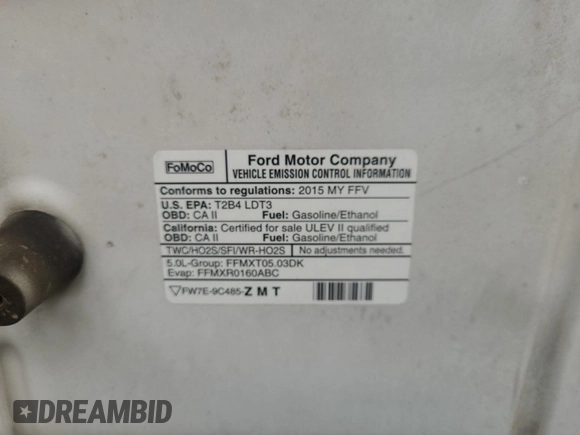 FoMoCo
Ford Motor Company
VEHICLE EMISSION CONTROL INFORMATION
Conforms to regulations: 2015 MY FFV
U.S. EPA: T2B4 LDT3
OBD: CA II Fuel: Gasoline/Ethanol
California: Certified for sale ULEV II qualified
OBD: CA II Fuel: Gasoline/Ethanol
TWC/HO2S/SFI/WR-HO2S No adjustments needed.
5.0L-Group: FFMXT05.03DK
Evap: FFMXR0160ABC
FW7E-9C485-Z M T
DREAMBID